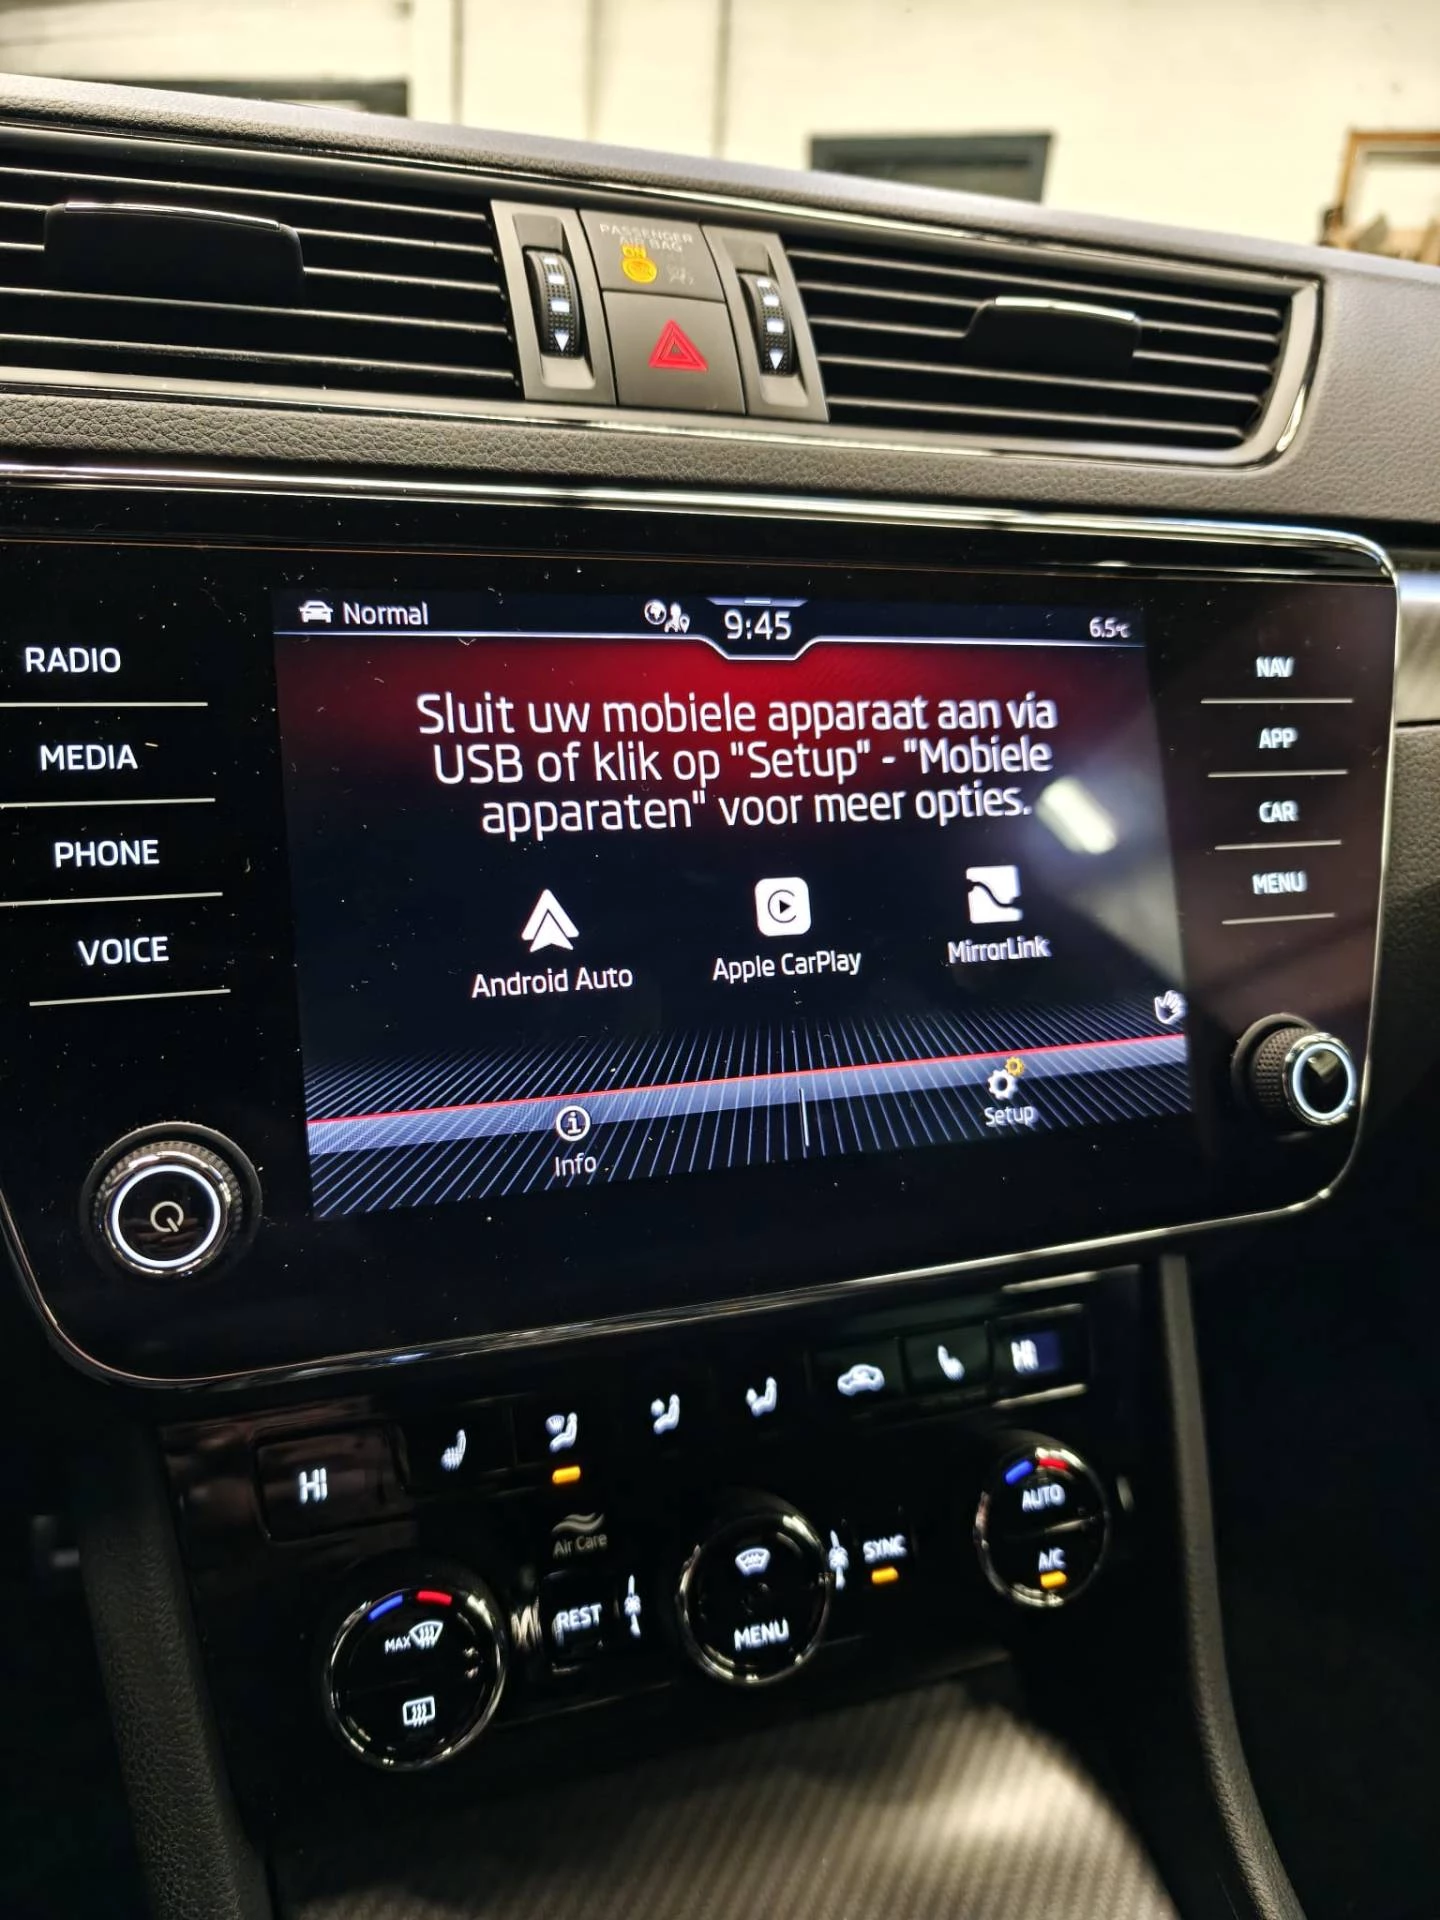 PASSENGER
AIR BAG
ON
Normal
9:45
6.5°C
RADIO
MEDIA
PHONE
VOICE
NAV
APP
CAR
MENU
Sluit uw mobiele apparaat aan via
USB of klik op "Setup" - "Mobiele
apparaten" voor meer opties.
Android Auto
Apple CarPlay
MirrorLink
Info
Setup
HI
HI
Air Care
MAX
REST
MENU
SYNC
AUTO
A/C